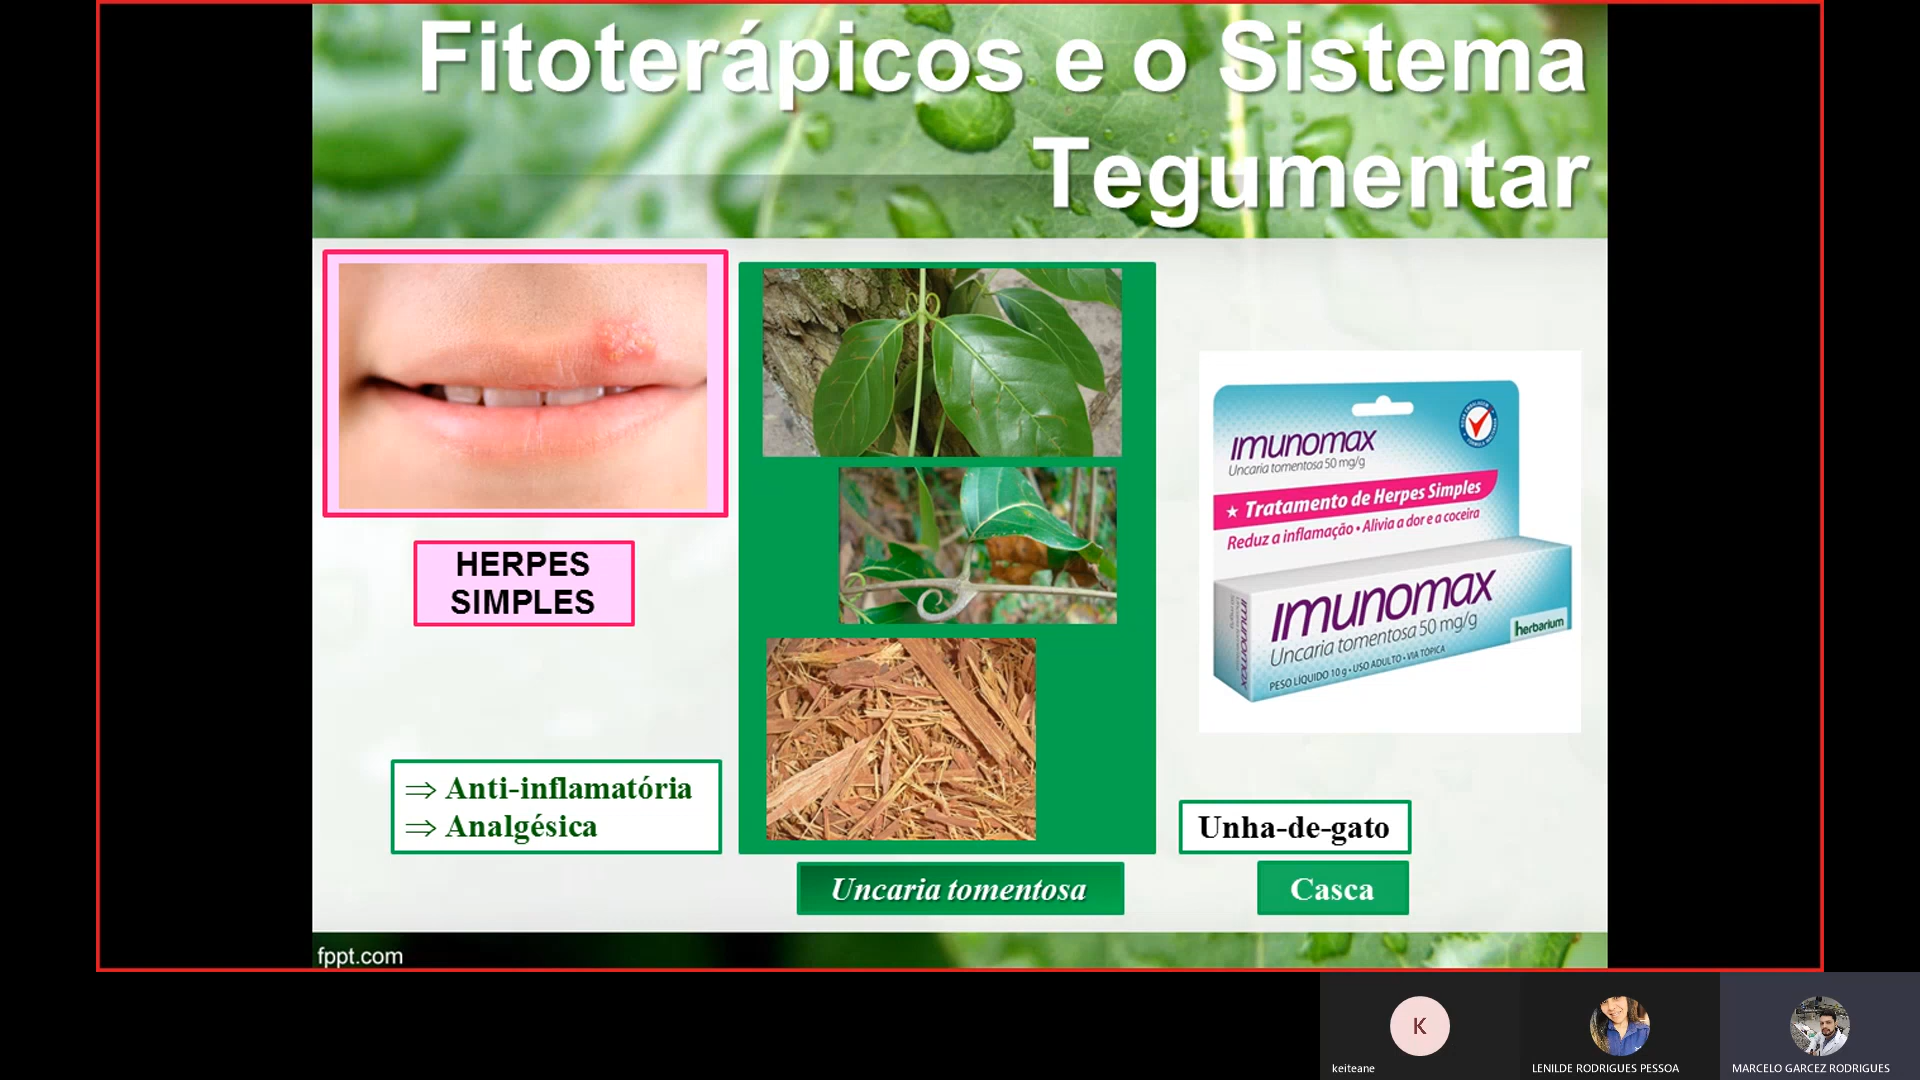 Fitoterápicos e o Sistema
Tegumentar
HERPES
SIMPLES
⇒ Anti-inflamatória
⇒ Analgésica
Uncaria tomentosa
imunomax
Uncaria tomentosa 50 mg/g
★ Tratamento de Herpes Simples
Reduz a inflamação • Alivia a dor e a coceira
imunomax
imunomax
Uncaria tomentosa 50 mg/g
herbarium
PESO LÍQUIDO 10 g • USO ADULTO • VIA TÓPICA
Unha-de-gato
Casca
fppt.com
K
keiteane
LENILDE RODRIGUES PESSOA
MARCELO GARCEZ RODRIGUES